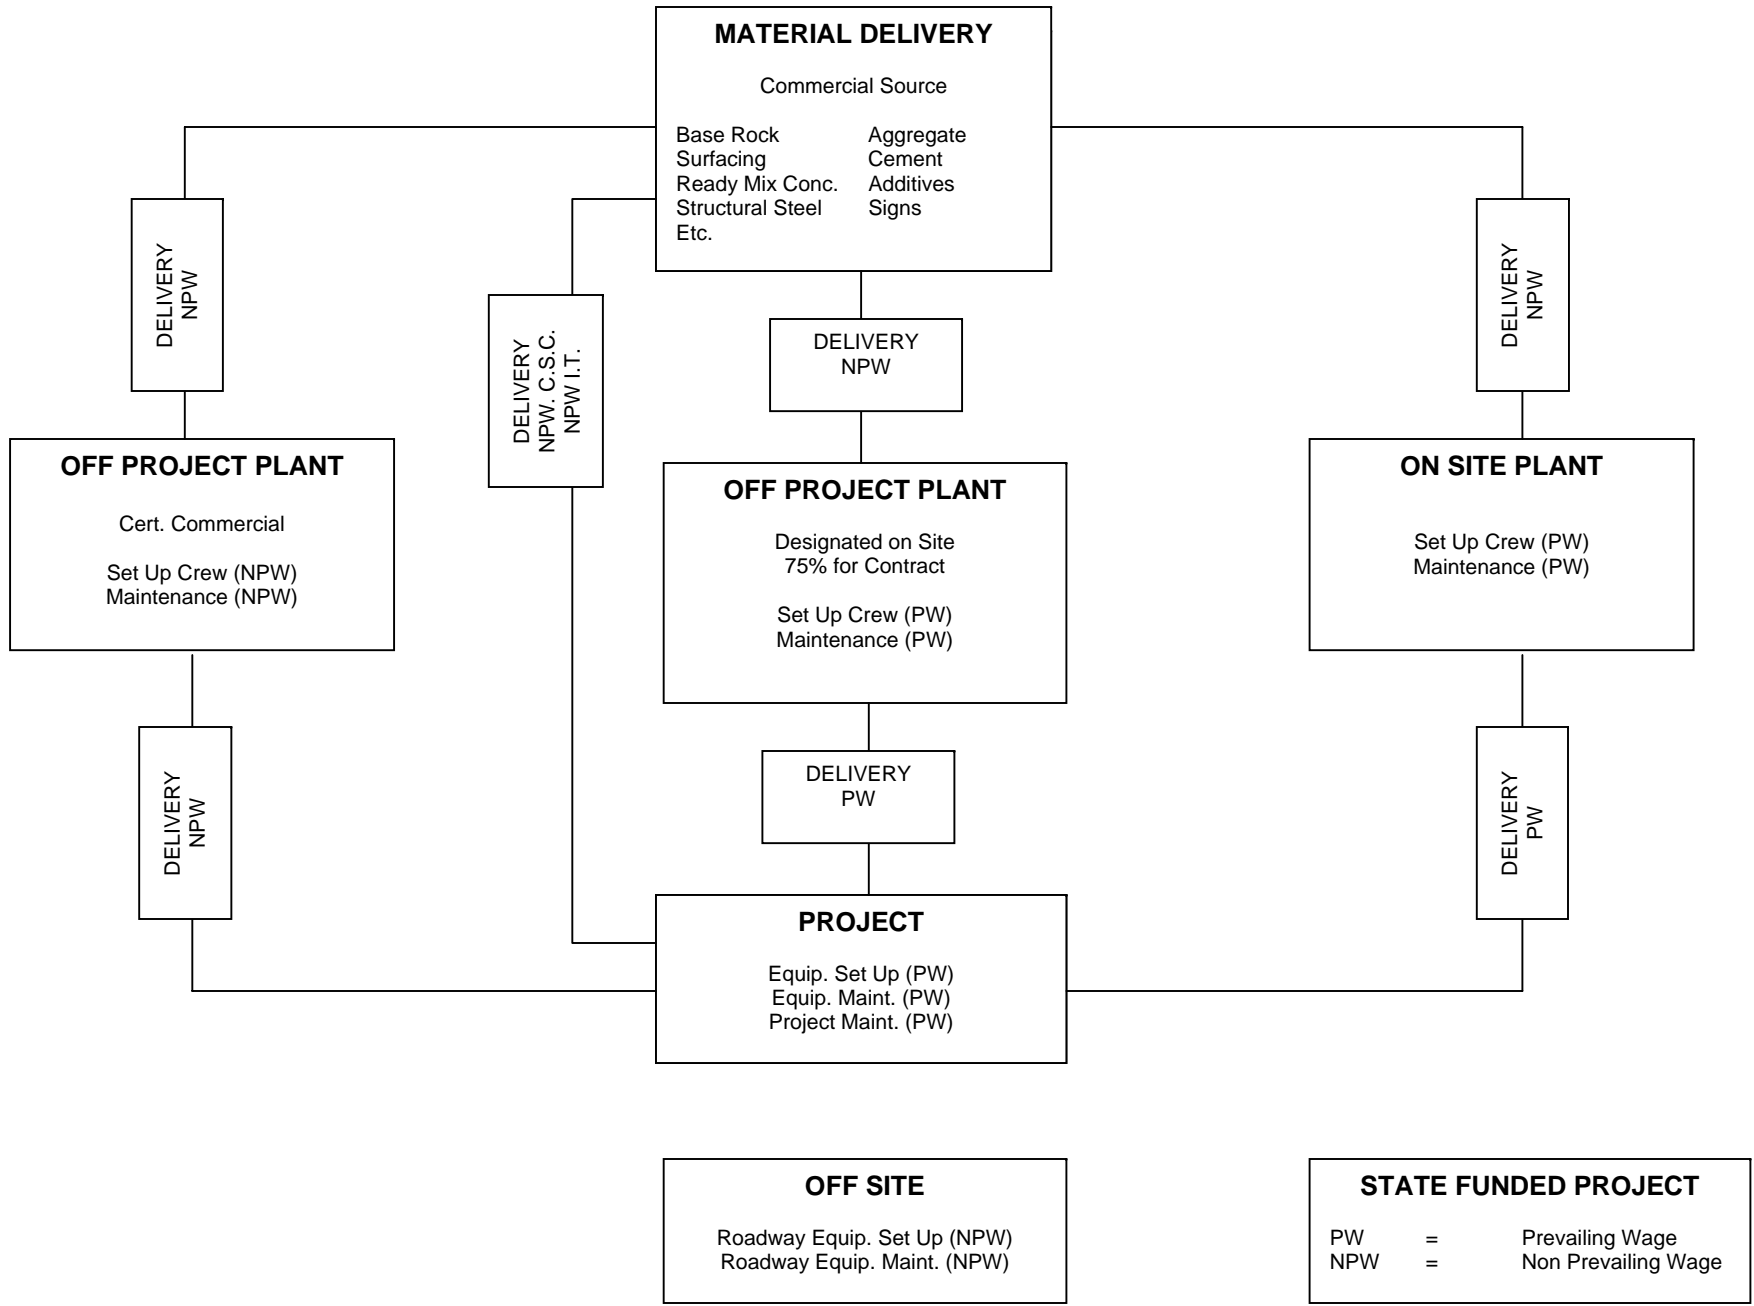 MATERIAL DELIVERY
Commercial Source
Base Rock Aggregate
Surfacing Cement
Ready Mix Conc. Additives
Structural Steel Signs
Etc.
DELIVERY
NPW
DELIVERY
NPW. C.S.C.
NPW I.T.
DELIVERY
NPW
DELIVERY
NPW
OFF PROJECT PLANT
Cert. Commercial
Set Up Crew (NPW)
Maintenance (NPW)
OFF PROJECT PLANT
Designated on Site
75% for Contract
Set Up Crew (PW)
Maintenance (PW)
ON SITE PLANT
Set Up Crew (PW)
Maintenance (PW)
DELIVERY
NPW
DELIVERY
PW
DELIVERY
PW
PROJECT
Equip. Set Up (PW)
Equip. Maint. (PW)
Project Maint. (PW)
OFF SITE
Roadway Equip. Set Up (NPW)
Roadway Equip. Maint. (NPW)
STATE FUNDED PROJECT
PW = Prevailing Wage
NPW = Non Prevailing Wage